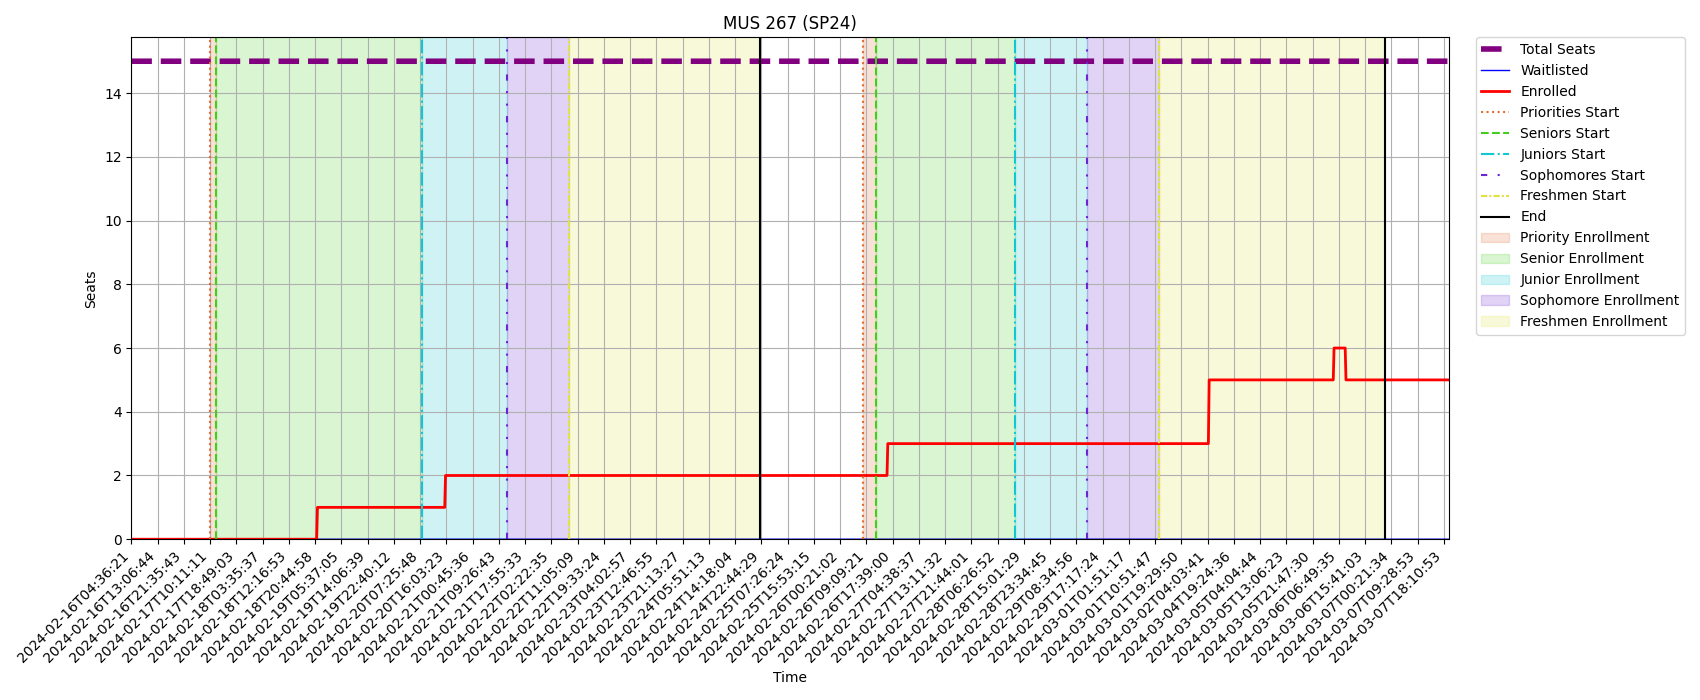 MUS 267 (SP24)
Seats
14
12
10
8
6
4
2
0
2024-02-16T04:36:21
2024-02-16T13:06:44
2024-02-16T21:35:43
2024-02-17T10:11:11
2024-02-17T18:49:03
2024-02-18T03:35:37
2024-02-18T12:16:53
2024-02-18T20:44:58
2024-02-19T05:37:05
2024-02-19T14:06:39
2024-02-19T22:40:12
2024-02-20T07:25:48
2024-02-20T16:03:23
2024-02-21T00:45:36
2024-02-21T09:26:43
2024-02-21T17:55:33
2024-02-22T02:22:35
2024-02-22T11:05:09
2024-02-22T19:33:24
2024-02-23T04:02:57
2024-02-23T12:46:55
2024-02-23T21:13:27
2024-02-24T05:51:13
2024-02-24T14:18:04
2024-02-24T22:44:29
2024-02-25T07:26:24
2024-02-25T15:53:15
2024-02-26T00:21:02
2024-02-26T09:09:21
2024-02-26T17:39:00
2024-02-27T04:38:37
2024-02-27T13:11:32
2024-02-27T21:44:01
2024-02-28T06:26:52
2024-02-28T15:01:29
2024-02-28T23:34:45
2024-02-29T08:34:56
2024-02-29T17:17:24
2024-03-01T01:51:17
2024-03-01T10:51:47
2024-03-01T19:29:50
2024-03-02T04:03:41
2024-03-04T19:24:36
2024-03-05T04:04:44
2024-03-05T13:06:23
2024-03-05T21:47:30
2024-03-06T06:49:35
2024-03-06T15:41:03
2024-03-07T00:21:34
2024-03-07T09:28:53
2024-03-07T18:10:53
Time
Total Seats
Waitlisted
Enrolled
Priorities Start
Seniors Start
Juniors Start
Sophomores Start
Freshmen Start
End
Priority Enrollment
Senior Enrollment
Junior Enrollment
Sophomore Enrollment
Freshmen Enrollment